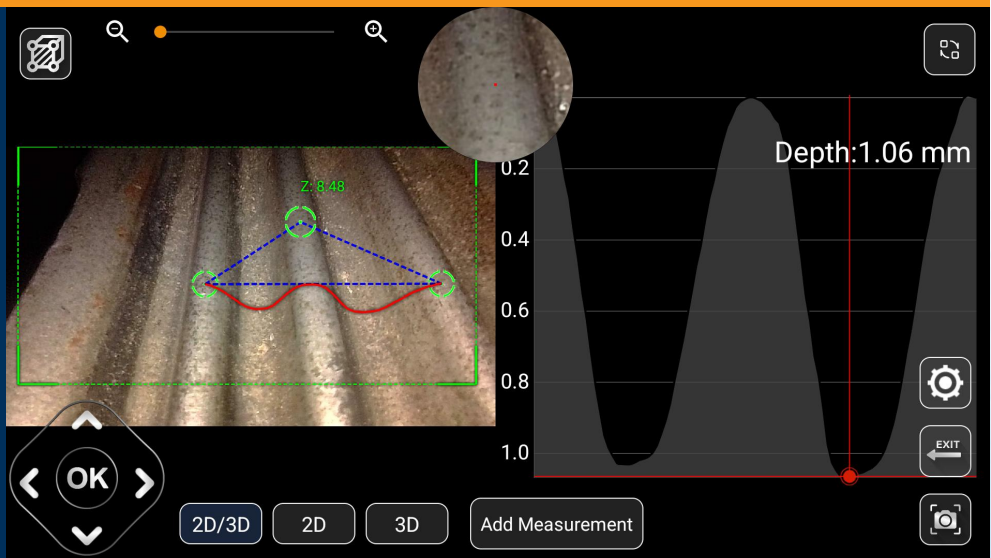 Z: 8.48
0.2
Depth:1.06 mm
0.4
0.6
0.8
1.0
EXIT
OK
2D/3D
2D
3D
Add Measurement